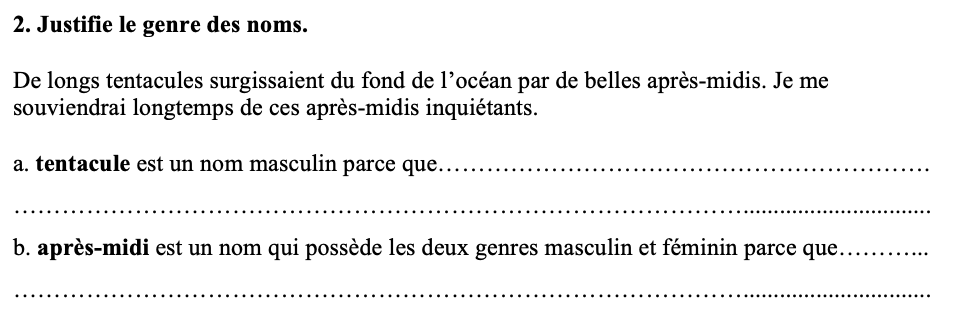 2. Justifie le genre des noms.
De longs tentacules surgissaient du fond de l’océan par de belles après-midis. Je me
souviendrai longtemps de ces après-midis inquiétants.
a. tentacule est un nom masculin parce que……………………………………………………
………………………………………………………………………………...............................
b. après-midi est un nom qui possède les deux genres masculin et féminin parce que………...
………………………………………………………………………………...............................